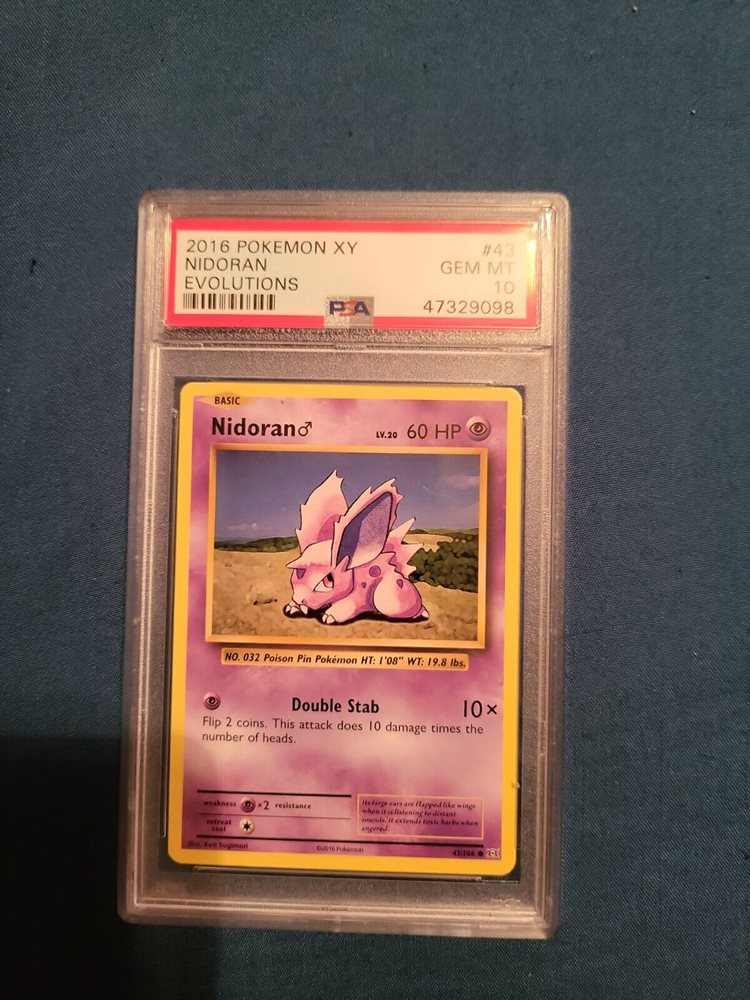 2016 POKEMON XY #43
NIDORAN GEM MT
EVOLUTIONS 10
PSA 47329098
BASIC
Nidoran♂ LV.20 60 HP
NO. 032 Poison Pin Pokémon HT: 1'08" WT: 19.8 lbs.
Double Stab 10×
Flip 2 coins. This attack does 10 damage times the
number of heads.
weakness ×2 resistance
retreat
cost
Its large ears are flapped like wings
when it is listening to distant
sounds. It extends toxic barbs when
angered.
Illus. Ken Sugimori ©2016 Pokémon 43/108